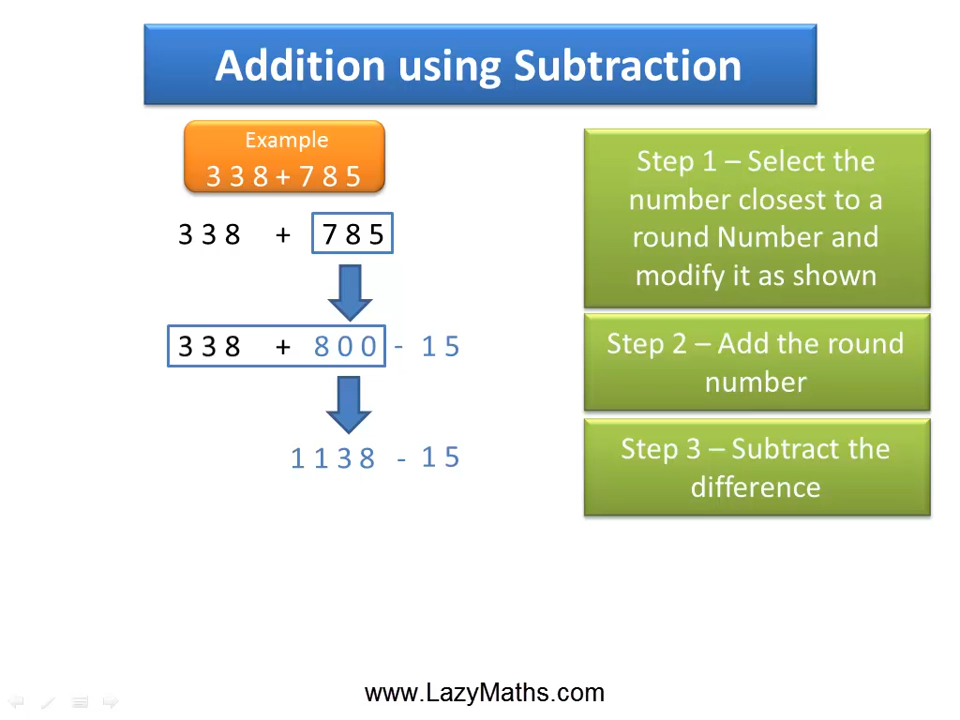 Addition using Subtraction
Example
3 3 8 + 7 8 5
3 3 8 + 7 8 5
3 3 8 + 8 0 0 - 1 5
1 1 3 8 - 1 5
Step 1 – Select the
number closest to a
round Number and
modify it as shown
Step 2 – Add the round
number
Step 3 – Subtract the
difference
www.LazyMaths.com